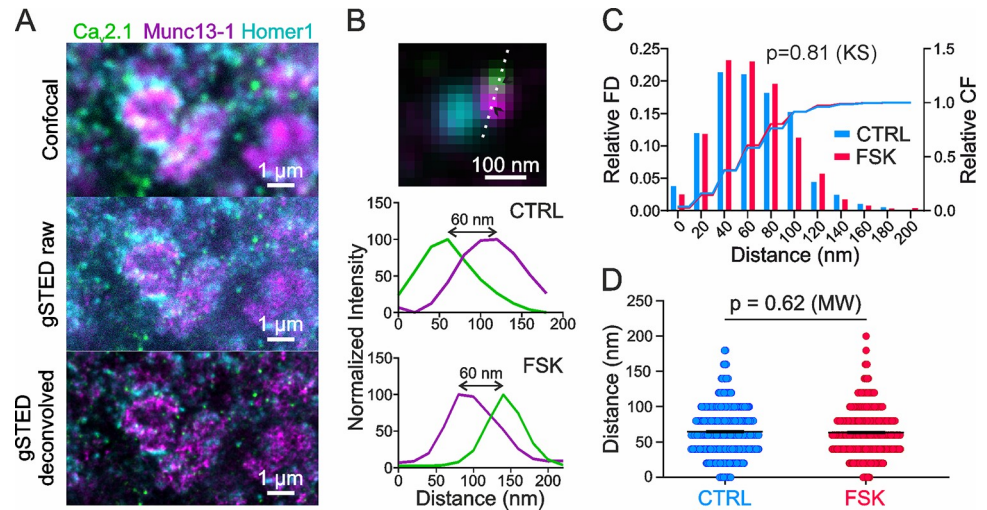 A
Cav2.1 Munc13-1 Homer1
Confocal
1 μm
gSTED raw
1 μm
gSTED
deconvolved
1 μm
B
100 nm
Normalized Intensity
150
100
50
0
60 nm
CTRL
0 50 100 150 200
150
100
50
0
60 nm
FSK
0 50 100 150 200
Distance (nm)
C
p=0.81 (KS)
Relative FD
0.25
0.20
0.15
0.10
0.05
0.00
CTRL
FSK
1.5
1.0
0.5
0.0
Relative CF
0 20 40 60 80 100 120 140 160 180 200
Distance (nm)
D
p = 0.62 (MW)
Distance (nm)
250
200
150
100
50
0
CTRL FSK